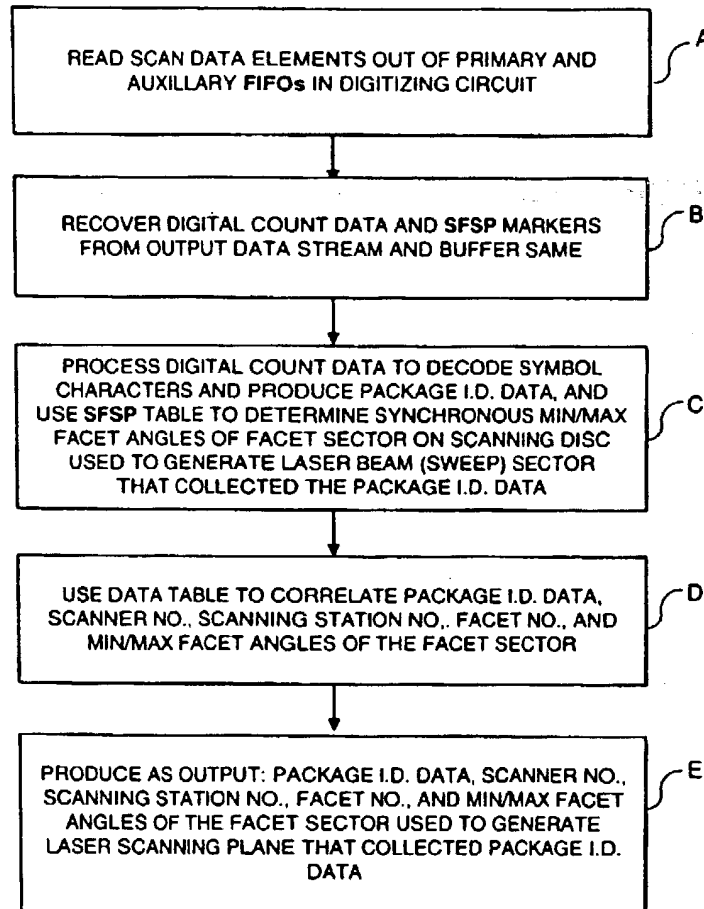 READ SCAN DATA ELEMENTS OUT OF PRIMARY AND
AUXILLARY FIFOs IN DIGITIZING CIRCUIT
A
RECOVER DIGITAL COUNT DATA AND SFSP MARKERS
FROM OUTPUT DATA STREAM AND BUFFER SAME
B
PROCESS DIGITAL COUNT DATA TO DECODE SYMBOL
CHARACTERS AND PRODUCE PACKAGE I.D. DATA, AND
USE SFSP TABLE TO DETERMINE SYNCHRONOUS MIN/MAX
FACET ANGLES OF FACET SECTOR ON SCANNING DISC
USED TO GENERATE LASER BEAM (SWEEP) SECTOR
THAT COLLECTED THE PACKAGE I.D. DATA
C
USE DATA TABLE TO CORRELATE PACKAGE I.D. DATA,
SCANNER NO., SCANNING STATION NO,. FACET NO., AND
MIN/MAX FACET ANGLES OF THE FACET SECTOR
D
PRODUCE AS OUTPUT: PACKAGE I.D. DATA, SCANNER NO.,
SCANNING STATION NO., FACET NO., AND MIN/MAX FACET
ANGLES OF THE FACET SECTOR USED TO GENERATE
LASER SCANNING PLANE THAT COLLECTED PACKAGE I.D.
DATA
E